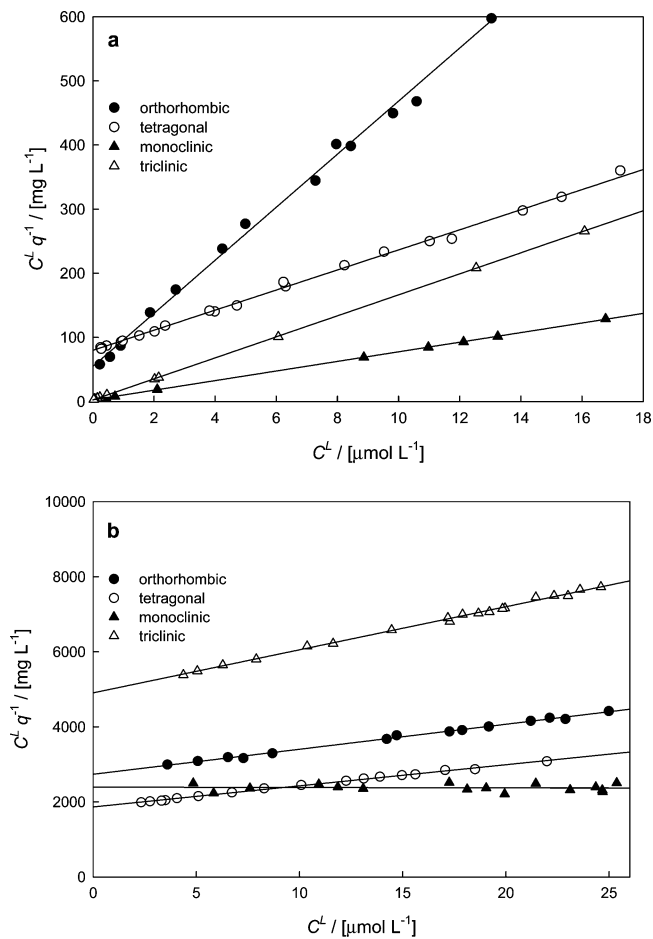 600
a
500
orthorhombic
tetragonal
400
monoclinic
triclinic
300
200
100
0
0 2 4 6 8 10 12 14 16 18
C^L q^-1 / [mg L^-1]
C^L / [μmol L^-1]
10000
b
8000
orthorhombic
tetragonal
monoclinic
triclinic
6000
4000
2000
0
0 5 10 15 20 25
C^L q^-1 / [mg L^-1]
C^L / [μmol L^-1]